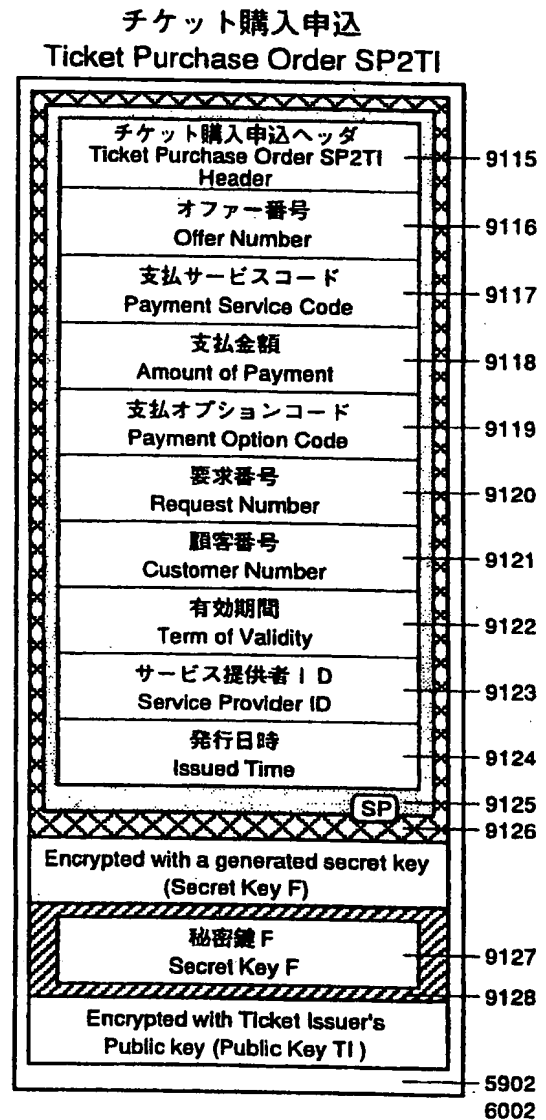 チケット購入申込
Ticket Purchase Order SP2TI
チケット購入申込ヘッダ
Ticket Purchase Order SP2TI
Header
9115
オファー番号
Offer Number
9116
支払サービスコード
Payment Service Code
9117
支払金額
Amount of Payment
9118
支払オプションコード
Payment Option Code
9119
要求番号
Request Number
9120
顧客番号
Customer Number
9121
有効期間
Term of Validity
9122
サービス提供者ID
Service Provider ID
9123
発行日時
Issued Time
9124
SP
9125
9126
Encrypted with a generated secret key
(Secret Key F)
秘密鍵F
Secret Key F
9127
9128
Encrypted with Ticket Issuer's
Public key (Public Key TI )
5902
6002